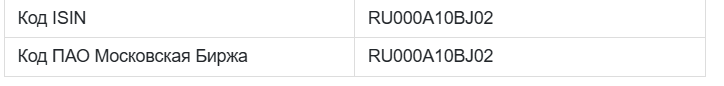 Код ISIN RU000A10BJ02
Код ПАО Московская Биржа RU000A10BJ02